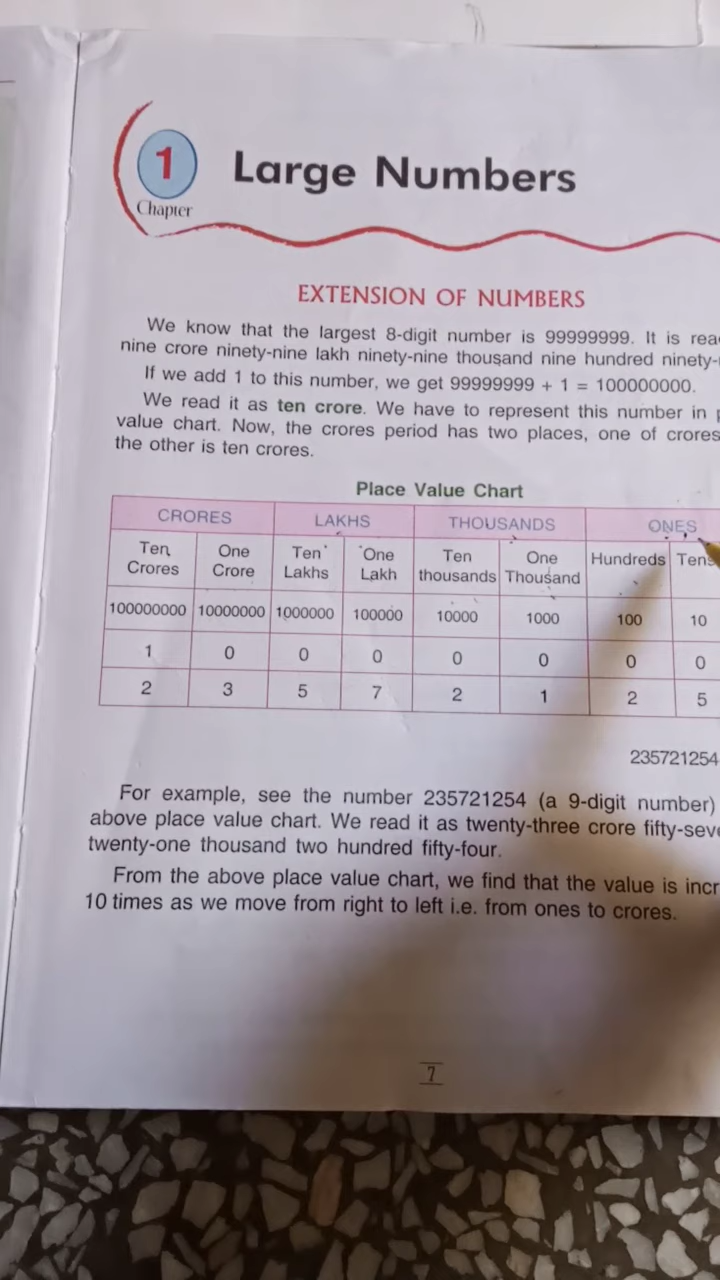 1
Chapter
Large Numbers
EXTENSION OF NUMBERS
We know that the largest 8-digit number is 99999999. It is
nine crore ninety-nine lakh ninety-nine thousand nine hundred
If we add 1 to this number, we get 99999999 + 1 = 100000000.
We read it as ten crore. We have to represent this number in
value chart. Now, the crores period has two places, one of crores
the other is ten crores.
Place Value Chart
CRORES LAKHS THOUSANDS ONES
Ten Crores One Crore Ten Lakhs One Lakh Ten thousands One Thousand Hundreds Tens
100000000 10000000 1000000 100000 10000 1000 100 10
1 0 0 0 0 0 0 0
2 3 5 7 2 1 2 5
235721254
For example, see the number 235721254 (a 9-digit number)
above place value chart. We read it as twenty-three crore
twenty-one thousand two hundred fifty-four.
From the above place value chart, we find that the value is
10 times as we move from right to left i.e. from ones to crores.
7